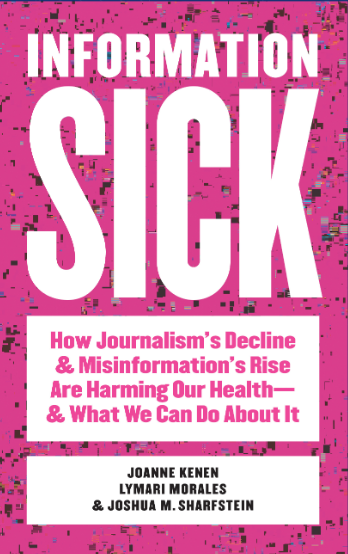 INFORMATION
SICK
How Journalism's Decline
& Misinformation's Rise
Are Harming Our Health—
& What We Can Do About It
JOANNE KENEN
LYMARI MORALES
& JOSHUA M. SHARFSTEIN